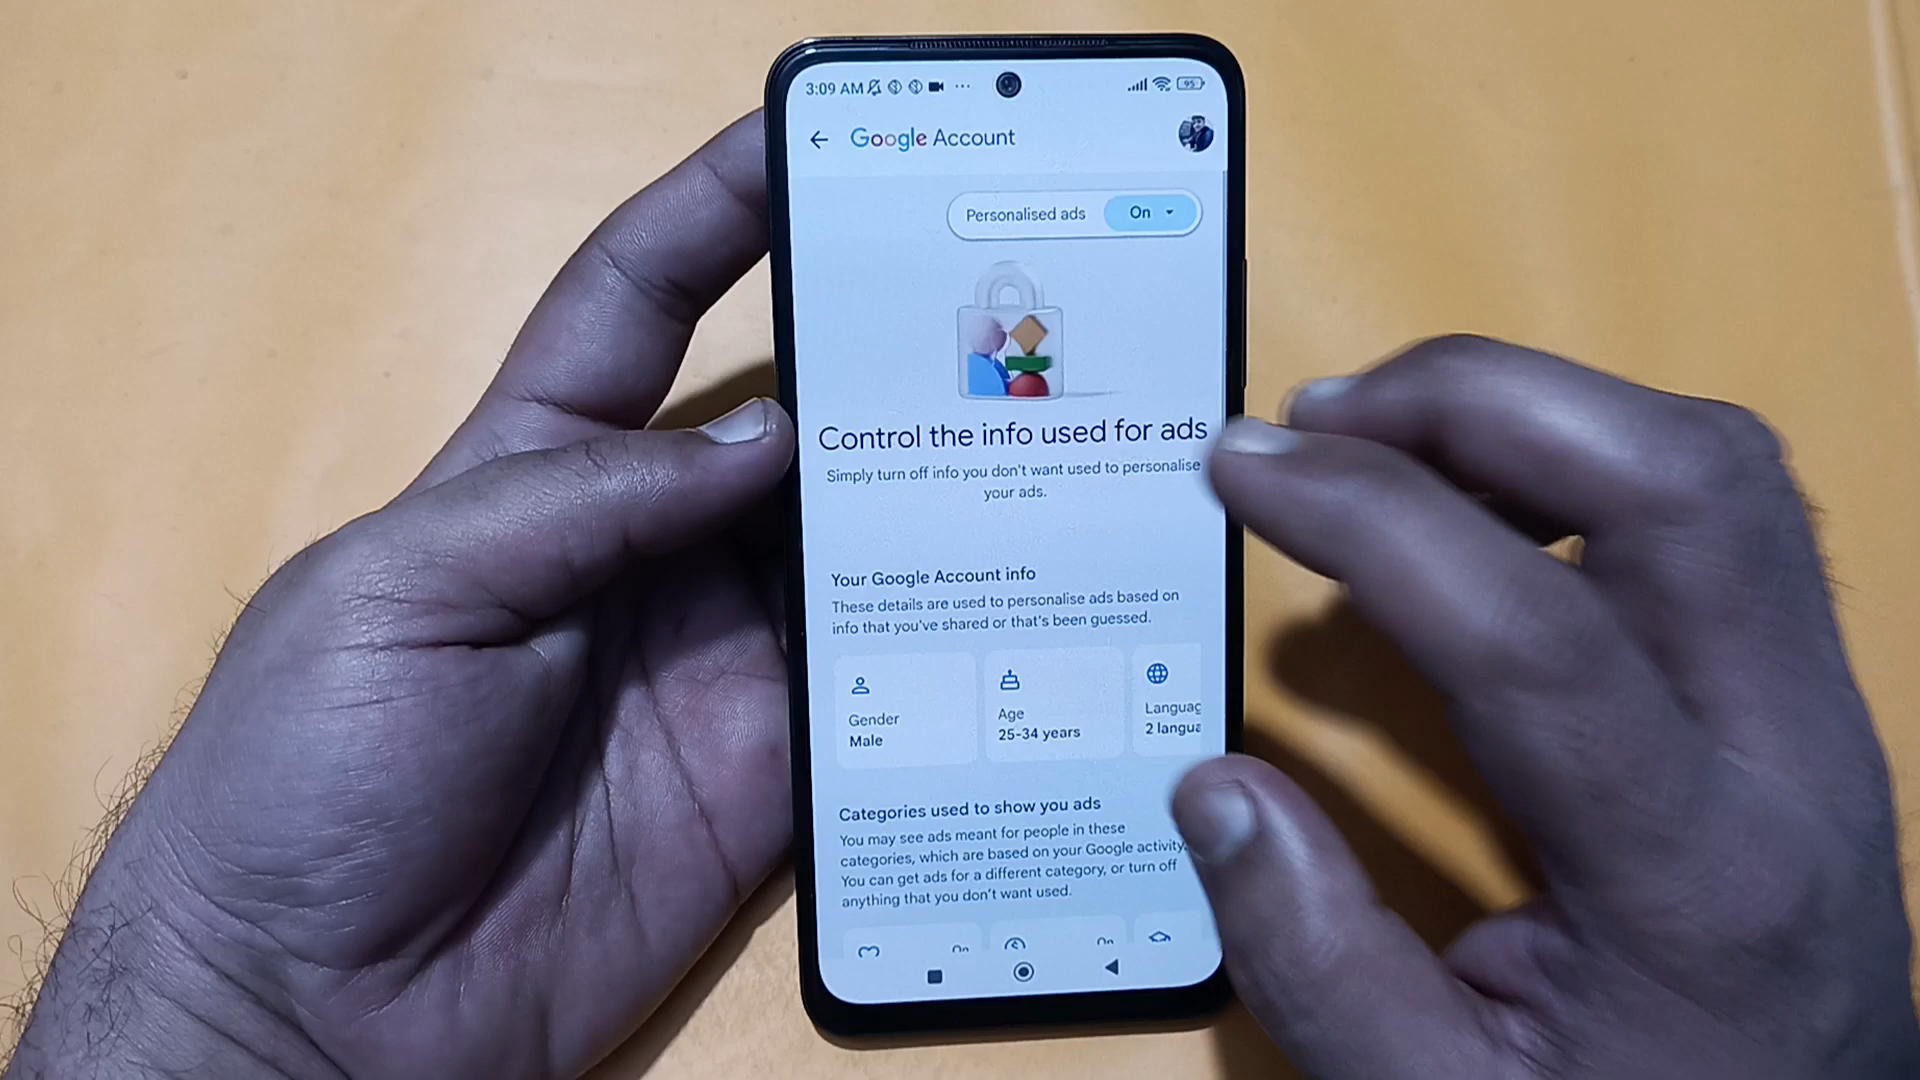 3:09 AM
95
Google Account
Personalised ads On
Control the info used for ads
Simply turn off info you don't want used to personalise
your ads.
Your Google Account info
These details are used to personalise ads based on
info that you've shared or that's been guessed.
Gender
Male
Age
25-34 years
Languag
2 langua
Categories used to show you ads
You may see ads meant for people in these
categories, which are based on your Google activity.
You can get ads for a different category, or turn off
anything that you don't want used.
On
On